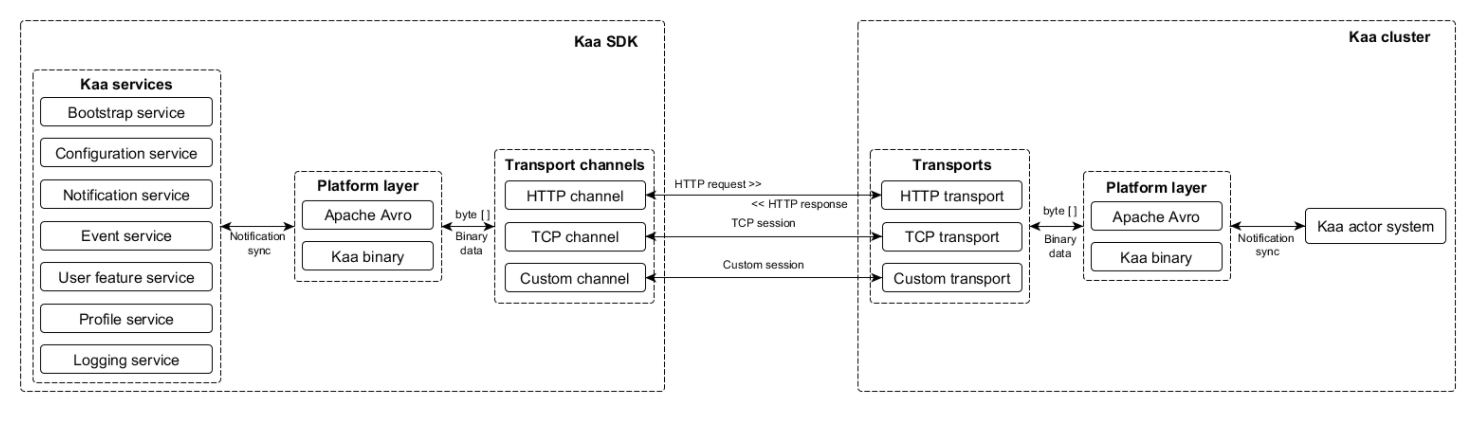 Kaa SDK
Kaa services
Bootstrap service
Configuration service
Notification service
Event service
User feature service
Profile service
Logging service
Notification
sync
Platform layer
Apache Avro
Kaa binary
byte [ ]
Binary
data
Transport channels
HTTP channel
TCP channel
Custom channel
HTTP request >>
<< HTTP response
TCP session
Custom session
Kaa cluster
Transports
HTTP transport
TCP transport
Custom transport
byte [ ]
Binary
data
Platform layer
Apache Avro
Kaa binary
Notification
sync
Kaa actor system